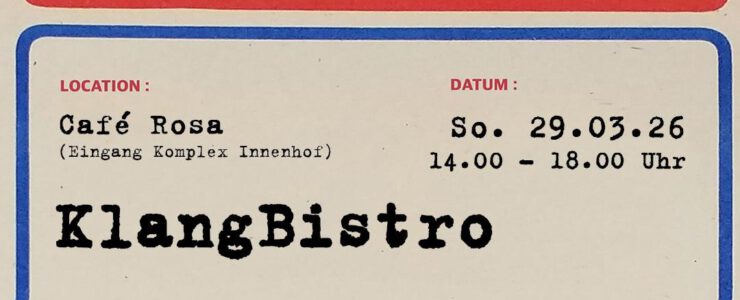 LOCATION :
Café Rosa
(Eingang Komplex Innenhof)
DATUM :
So. 29.03.26
14.00 - 18.00 Uhr
KlangBistro